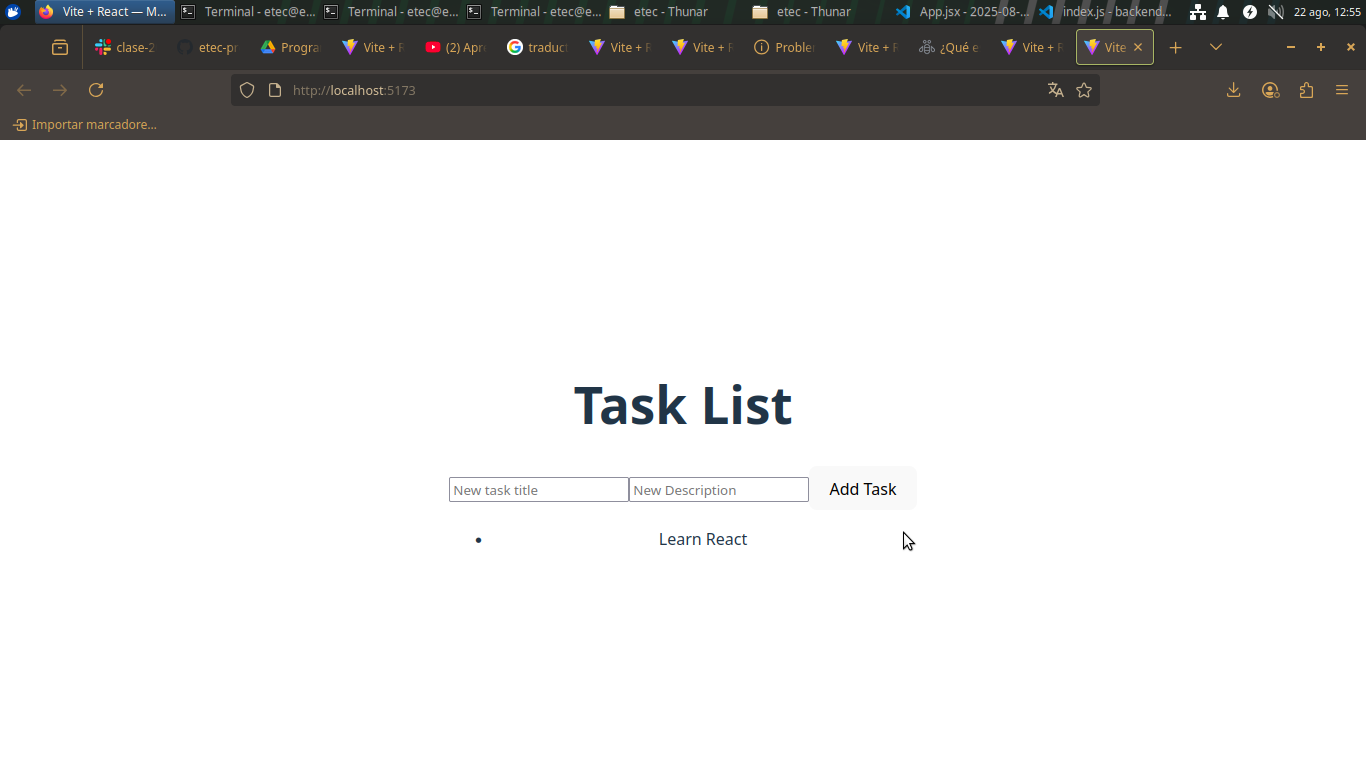 Vite + React — M...
Terminal - etec@e...
Terminal - etec@e...
Terminal - etec@e...
etec - Thunar
etec - Thunar
App.jsx - 2025-08-...
index.js - backend...
22 ago, 12:55
clase-2
etec-pr
Progra
Vite + R
(2) Apr
traduct
Vite + R
Vite + R
Proble
Vite + R
¿Qué e
Vite + R
Vite
http://localhost:5173
Importar marcadore...
Task List
New task title
New Description
Add Task
• Learn React